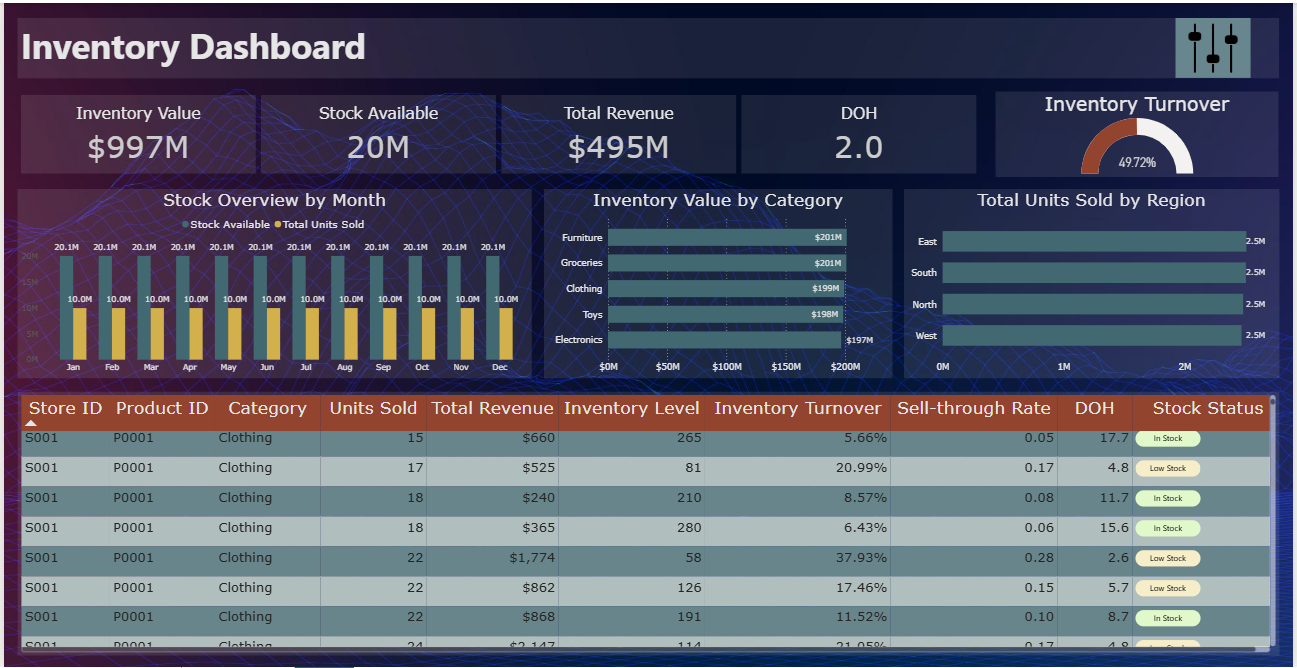 Inventory Dashboard
Inventory Value
$997M
Stock Available
20M
Total Revenue
$495M
DOH
2.0
Inventory Turnover
49.72%
Stock Overview by Month
Stock Available Total Units Sold
20.1M 20.1M 20.1M 20.1M 20.1M 20.1M 20.1M 20.1M 20.1M 20.1M 20.1M 20.1M
20M
15M
10.0M 10.0M 10.0M 10.0M 10.0M 10.0M 10.0M 10.0M 10.0M 10.0M 10.0M 10.0M
10M
5M
0M
Jan Feb Mar Apr May Jun Jul Aug Sep Oct Nov Dec
Inventory Value by Category
Furniture $201M
Groceries $201M
Clothing $199M
Toys $198M
Electronics $197M
$0M $50M $100M $150M $200M
Total Units Sold by Region
East 2.5M
South 2.5M
North 2.5M
West 2.5M
0M 1M 2M
Store ID Product ID Category Units Sold Total Revenue Inventory Level Inventory Turnover Sell-through Rate DOH Stock Status
S001 P0001 Clothing 15 $660 265 5.66% 0.05 17.7 In Stock
S001 P0001 Clothing 17 $525 81 20.99% 0.17 4.8 Low Stock
S001 P0001 Clothing 18 $240 210 8.57% 0.08 11.7 In Stock
S001 P0001 Clothing 18 $365 280 6.43% 0.06 15.6 In Stock
S001 P0001 Clothing 22 $1,774 58 37.93% 0.28 2.6 Low Stock
S001 P0001 Clothing 22 $862 126 17.46% 0.15 5.7 Low Stock
S001 P0001 Clothing 22 $868 191 11.52% 0.10 8.7 In Stock
S001 P0001 Clothing 24 $2,147 114 21.05% 0.17 4.8 Low Stock